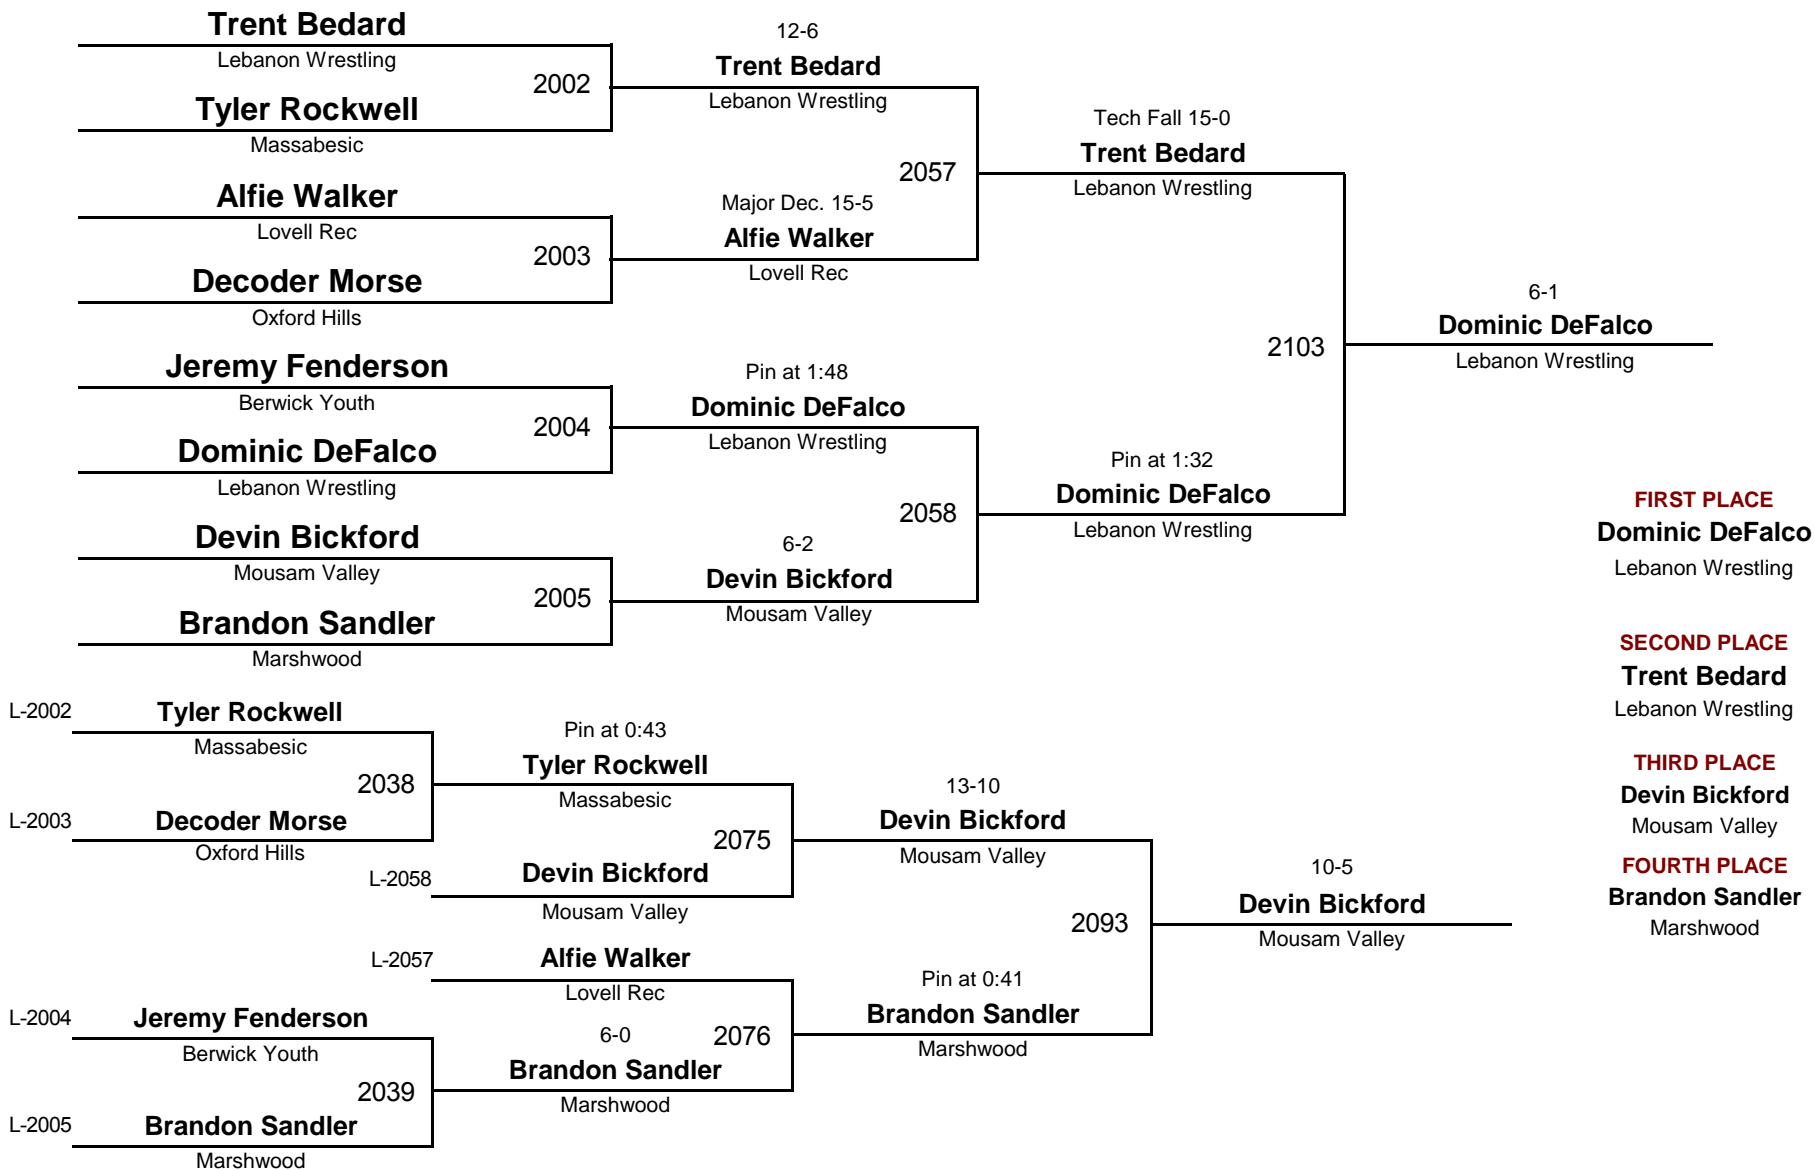 Trent Bedard
Lebanon Wrestling
2002
Tyler Rockwell
Massabesic
12-6
Trent Bedard
Lebanon Wrestling
Alfie Walker
Lovell Rec
2003
Decoder Morse
Oxford Hills
2057
Major Dec. 15-5
Alfie Walker
Lovell Rec
Tech Fall 15-0
Trent Bedard
Lebanon Wrestling
Jeremy Fenderson
Berwick Youth
2004
Dominic DeFalco
Lebanon Wrestling
Pin at 1:48
Dominic DeFalco
Lebanon Wrestling
Devin Bickford
Mousam Valley
2005
Brandon Sandler
Marshwood
2058
6-2
Devin Bickford
Mousam Valley
Pin at 1:32
Dominic DeFalco
Lebanon Wrestling
2103
6-1
Dominic DeFalco
Lebanon Wrestling
FIRST PLACE
Dominic DeFalco
Lebanon Wrestling
SECOND PLACE
Trent Bedard
Lebanon Wrestling
THIRD PLACE
Devin Bickford
Mousam Valley
FOURTH PLACE
Brandon Sandler
Marshwood
L-2002
Tyler Rockwell
Massabesic
2038
L-2003
Decoder Morse
Oxford Hills
Pin at 0:43
Tyler Rockwell
Massabesic
2075
L-2058
Devin Bickford
Mousam Valley
13-10
Devin Bickford
Mousam Valley
L-2057
Alfie Walker
Lovell Rec
2076
L-2004
Jeremy Fenderson
Berwick Youth
2039
L-2005
Brandon Sandler
Marshwood
6-0
Brandon Sandler
Marshwood
Pin at 0:41
Brandon Sandler
Marshwood
2093
10-5
Devin Bickford
Mousam Valley